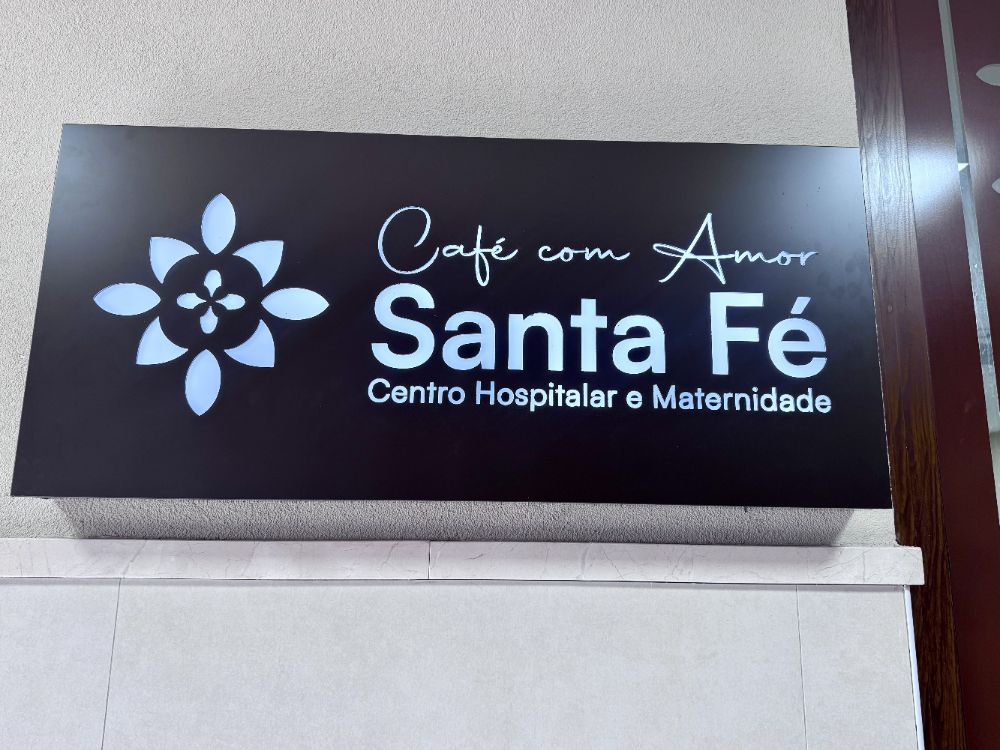 Café com Amor
Santa Fé
Centro Hospitalar e Maternidade